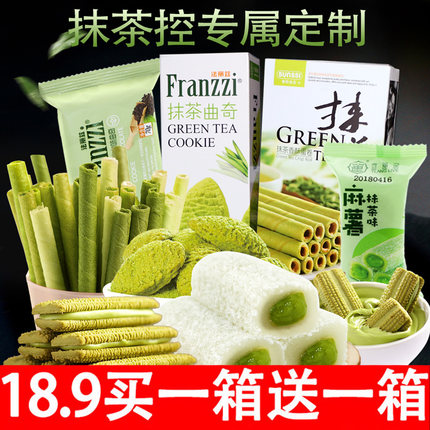 抹茶控专属定制
法丽兹
Franzzi
抹茶曲奇
GREEN TEA
COOKIE
Franzzi
抹
GREEN
抹茶味
麻薯
20180416
18.9买一箱送一箱